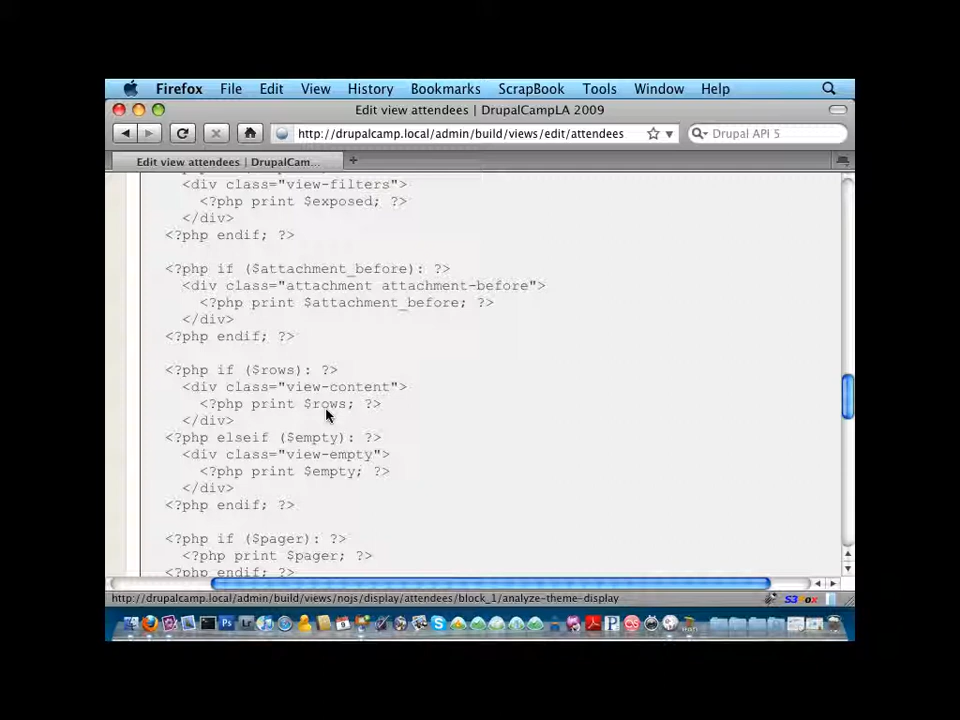 Firefox File Edit View History Bookmarks ScrapBook Tools Window Help
Edit view attendees | DrupalCampLA 2009
http://drupalcamp.local/admin/build/views/edit/attendees
Drupal API 5
Edit view attendees | DrupalCam...
<div class="view-filters">
<?php print $exposed; ?>
</div>
<?php endif; ?>
<?php if ($attachment_before): ?>
<div class="attachment attachment-before">
<?php print $attachment_before; ?>
</div>
<?php endif; ?>
<?php if ($rows): ?>
<div class="view-content">
<?php print $rows; ?>
</div>
<?php elseif ($empty): ?>
<div class="view-empty">
<?php print $empty; ?>
</div>
<?php endif; ?>
<?php if ($pager): ?>
<?php print $pager; ?>
<?php endif; ?>
http://drupalcamp.local/admin/build/views/nojs/display/attendees/block_1/analyze-theme-display